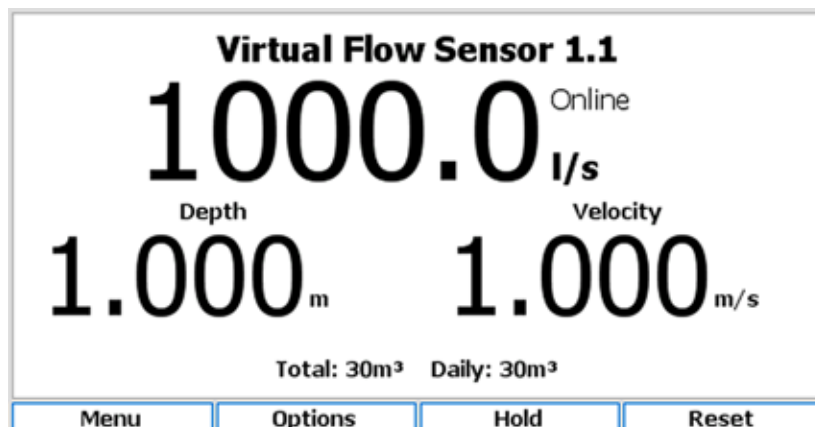 Virtual Flow Sensor 1.1
1000.0 Online
l/s
Depth Velocity
1.000 m 1.000 m/s
Total: 30m³ Daily: 30m³
Menu Options Hold Reset